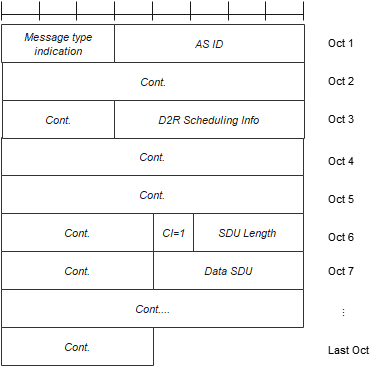 Message type
indication
AS ID
Oct 1
Cont.
Oct 2
Cont.
D2R Scheduling Info
Oct 3
Cont.
Oct 4
Cont.
Oct 5
Cont.
CI=1
SDU Length
Oct 6
Cont.
Data SDU
Oct 7
Cont....
...
Cont.
Last Oct